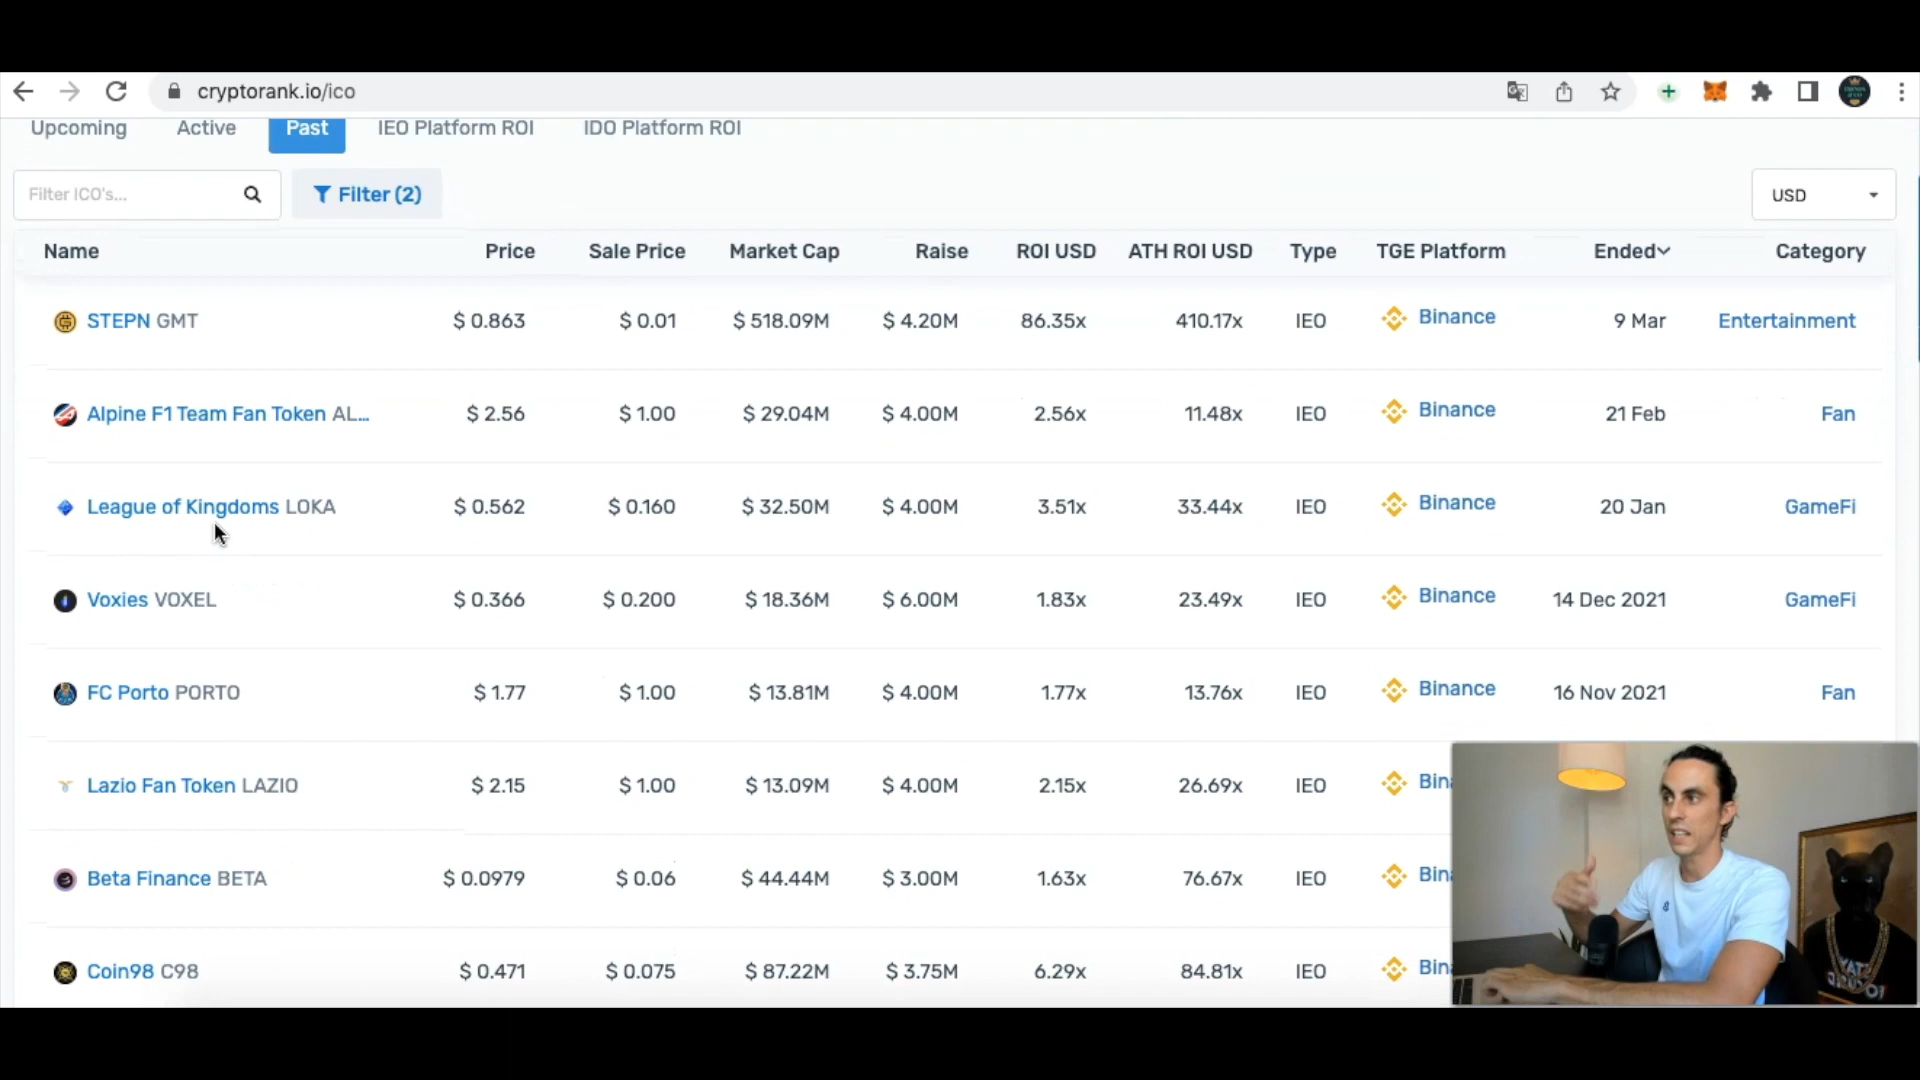 cryptorank.io/ico
Upcoming Active Past IEO Platform ROI IDO Platform ROI
Filter ICO's... Filter (2) USD
Name Price Sale Price Market Cap Raise ROI USD ATH ROI USD Type TGE Platform Ended Category
STEPN GMT $ 0.863 $ 0.01 $ 518.09M $ 4.20M 86.35x 410.17x IEO Binance 9 Mar Entertainment
Alpine F1 Team Fan Token AL... $ 2.56 $ 1.00 $ 29.04M $ 4.00M 2.56x 11.48x IEO Binance 21 Feb Fan
League of Kingdoms LOKA $ 0.562 $ 0.160 $ 32.50M $ 4.00M 3.51x 33.44x IEO Binance 20 Jan GameFi
Voxies VOXEL $ 0.366 $ 0.200 $ 18.36M $ 6.00M 1.83x 23.49x IEO Binance 14 Dec 2021 GameFi
FC Porto PORTO $ 1.77 $ 1.00 $ 13.81M $ 4.00M 1.77x 13.76x IEO Binance 16 Nov 2021 Fan
Lazio Fan Token LAZIO $ 2.15 $ 1.00 $ 13.09M $ 4.00M 2.15x 26.69x IEO Bin
Beta Finance BETA $ 0.0979 $ 0.06 $ 44.44M $ 3.00M 1.63x 76.67x IEO Bin
Coin98 C98 $ 0.471 $ 0.075 $ 87.22M $ 3.75M 6.29x 84.81x IEO Bin